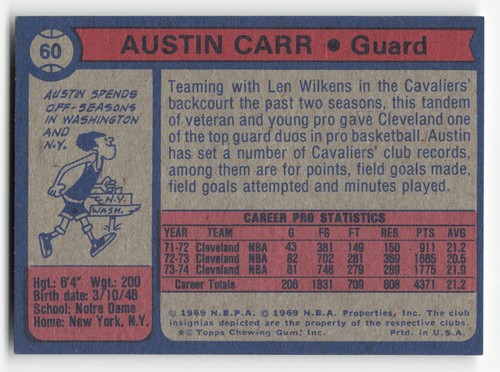 60
AUSTIN CARR • Guard
AUSTIN SPENDS
OFF-SEASONS
IN WASHINGTON
AND
N.Y.
N.Y.
WASH.
Hgt.: 6'4" Wgt.: 200
Birth date: 3/10/48
School: Notre Dame
Home: New York, N.Y.
Teaming with Len Wilkens in the Cavaliers'
backcourt the past two seasons, this tandem
of veteran and young pro gave Cleveland one
of the top guard duos in pro basketball. Austin
has set a number of Cavaliers' club records,
among them are for points, field goals made,
field goals attempted and minutes played.
CAREER PRO STATISTICS
YEAR TEAM G FG FT REB PTS AVG
71-72 Cleveland NBA 43 381 149 150 911 21.2
72-73 Cleveland NBA 82 702 281 369 1685 20.5
73-74 Cleveland NBA 81 748 279 289 1775 21.9
Career Totals 206 1831 709 808 4371 21.2
© 1969 N.B.P.A. © 1969 N.B.A. Properties, Inc. The club
insignias depicted are the property of the respective clubs.
*© Topps Chewing Gum, Inc. Prtd. in U.S.A.